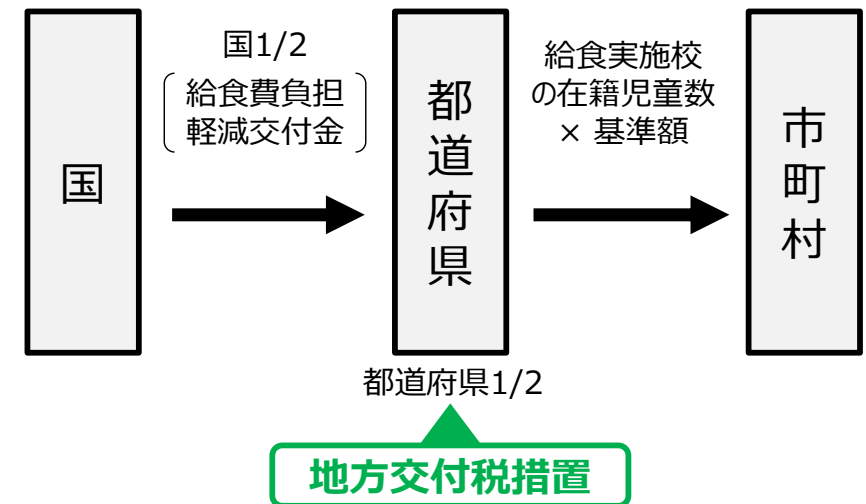 国
国1/2
給食費負担
軽減交付金
都道府県
給食実施校
の在籍児童数
× 基準額
市町村
都道府県1/2
地方交付税措置